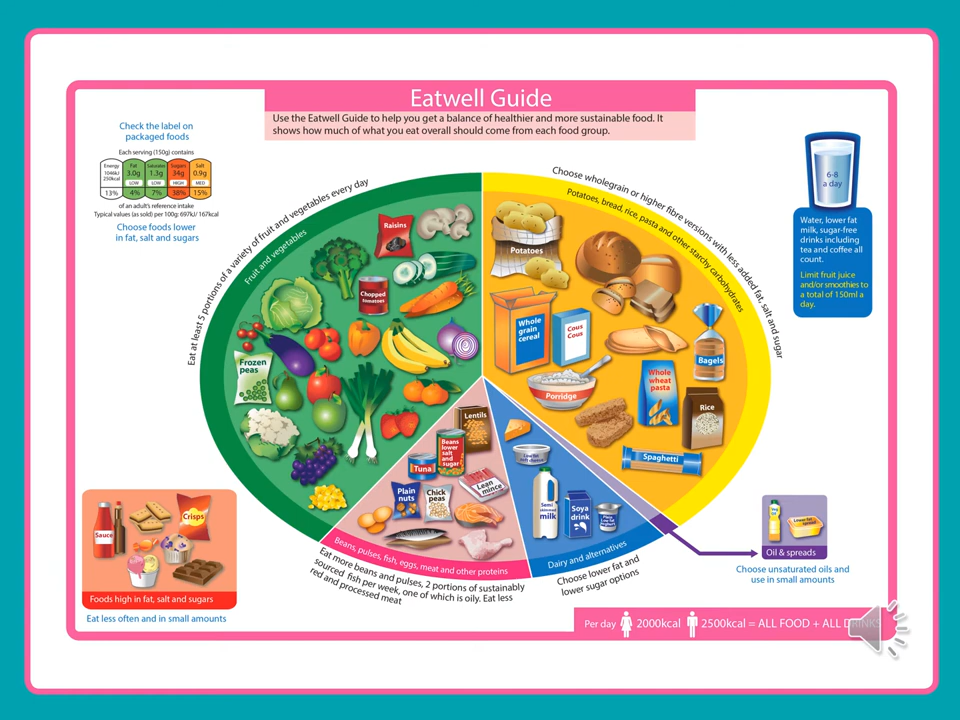 Eatwell Guide
Use the Eatwell Guide to help you get a balance of healthier and more sustainable food. It
shows how much of what you eat overall should come from each food group.
Check the label on
packaged foods
Each serving (150g) contains
Energy
1046kJ
250kcal
13%
Fat
3.0g
LOW
4%
Saturates
1.3g
LOW
7%
Sugars
34g
HIGH
38%
Salt
0.9g
MED
15%
of an adult's reference intake
Typical values (as sold) per 100g: 697kJ/ 167kcal
Choose foods lower
in fat, salt and sugars
Eat at least 5 portions of a variety of fruit and vegetables every day
Fruit and vegetables
Raisins
Chopped
tomatoes
Frozen
peas
Choose wholegrain or higher fibre versions with less added fat, salt and sugar
Potatoes, bread, rice, pasta and other starchy carbohydrates
Potatoes
Whole
grain
cereal
Cous
Cous
Bagels
Porridge
Whole
wheat
pasta
Rice
Spaghetti
6-8
a day
Water, lower fat
milk, sugar-free
drinks including
tea and coffee all
count.
Limit fruit juice
and/or smoothies to
a total of 150ml a
day.
Lentils
Beans
lower
salt
and
sugar
Tuna
Plain
nuts
Chick
peas
Lean
mince
Beans, pulses, fish, eggs, meat and other proteins
Eat more beans and pulses, 2 portions of sustainably
sourced fish per week, one of which is oily. Eat less
red and processed meat
Semi
skimmed
milk
Soya
drink
Dairy and alternatives
Choose lower fat and
lower sugar options
Crisps
Sauce
Foods high in fat, salt and sugars
Eat less often and in small amounts
Lower fat
spread
Oil & spreads
Choose unsaturated oils and
use in small amounts
Per day 2000kcal 2500kcal = ALL FOOD + ALL DRINKS